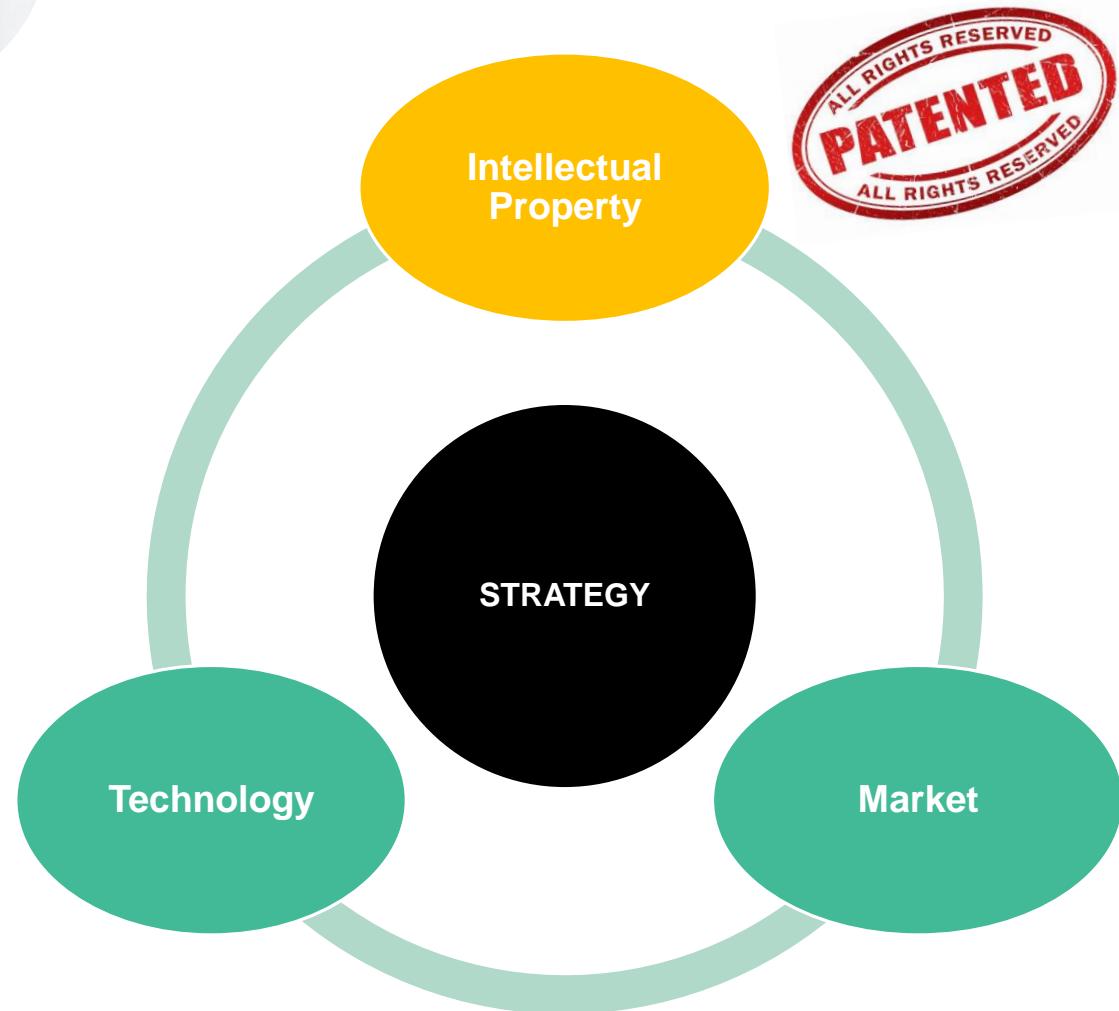 ALL RIGHTS RESERVED
PATENTED
ALL RIGHTS RESERVED
Intellectual
Property
STRATEGY
Technology
Market